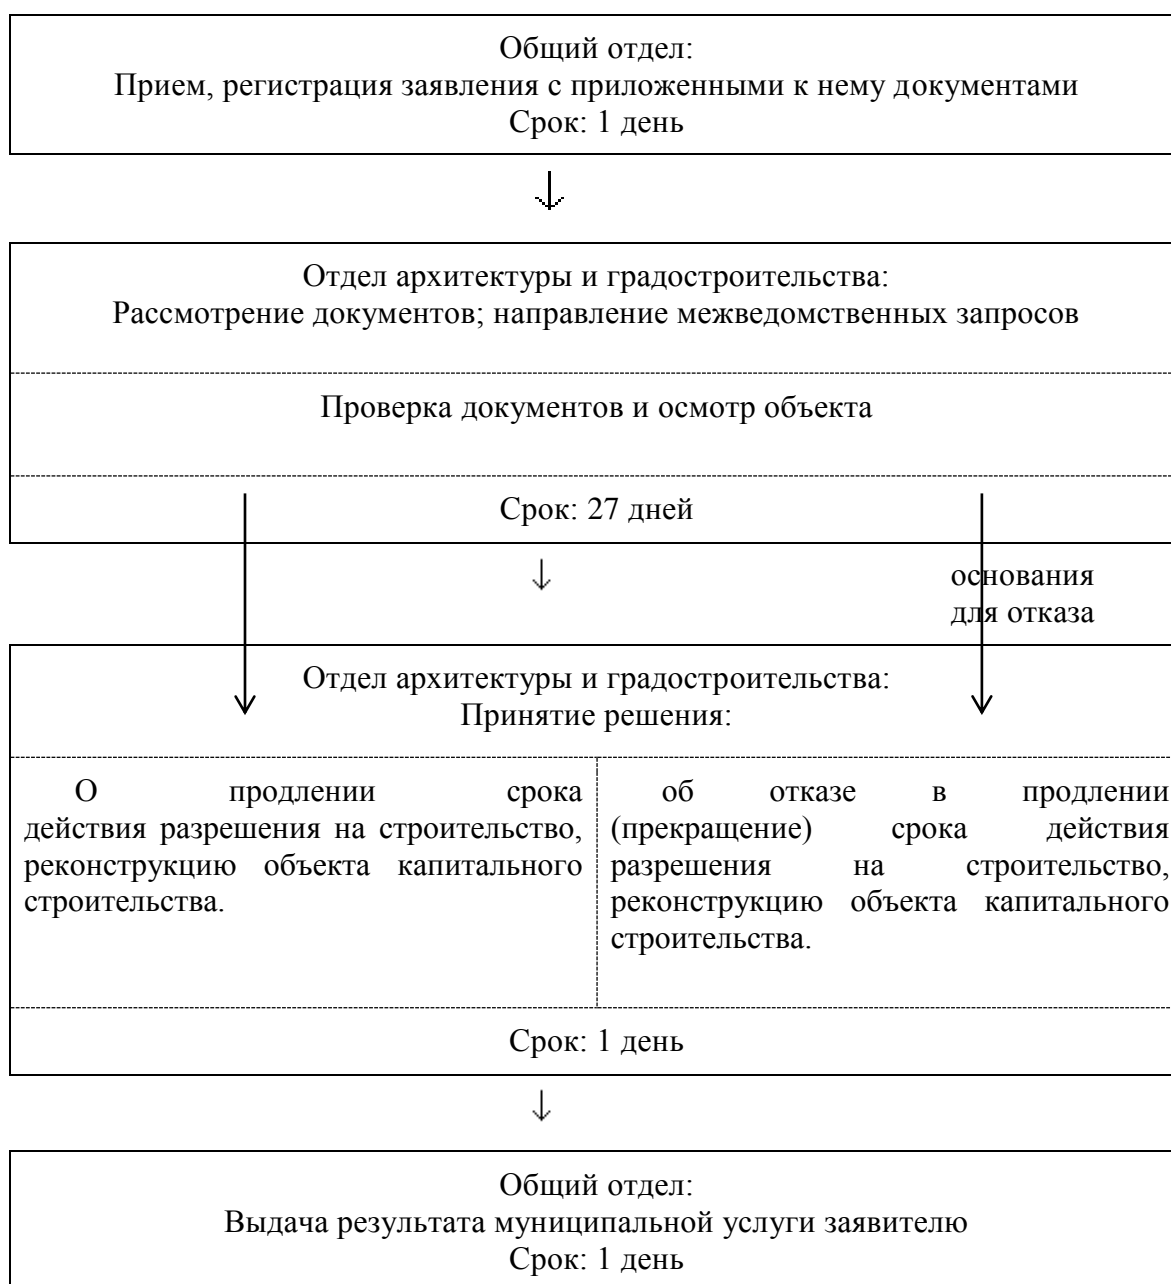 Общий отдел:
Прием, регистрация заявления с приложенными к нему документами
Срок: 1 день
Отдел архитектуры и градостроительства:
Рассмотрение документов; направление межведомственных запросов
Проверка документов и осмотр объекта
Срок: 27 дней
основания
для отказа
Отдел архитектуры и градостроительства:
Принятие решения:
О продлении срока
действия разрешения на строительство,
реконструкцию объекта капитального
строительства.
об отказе в продлении
(прекращение) срока действия
разрешения на строительство,
реконструкцию объекта капитального
строительства.
Срок: 1 день
Общий отдел:
Выдача результата муниципальной услуги заявителю
Срок: 1 день